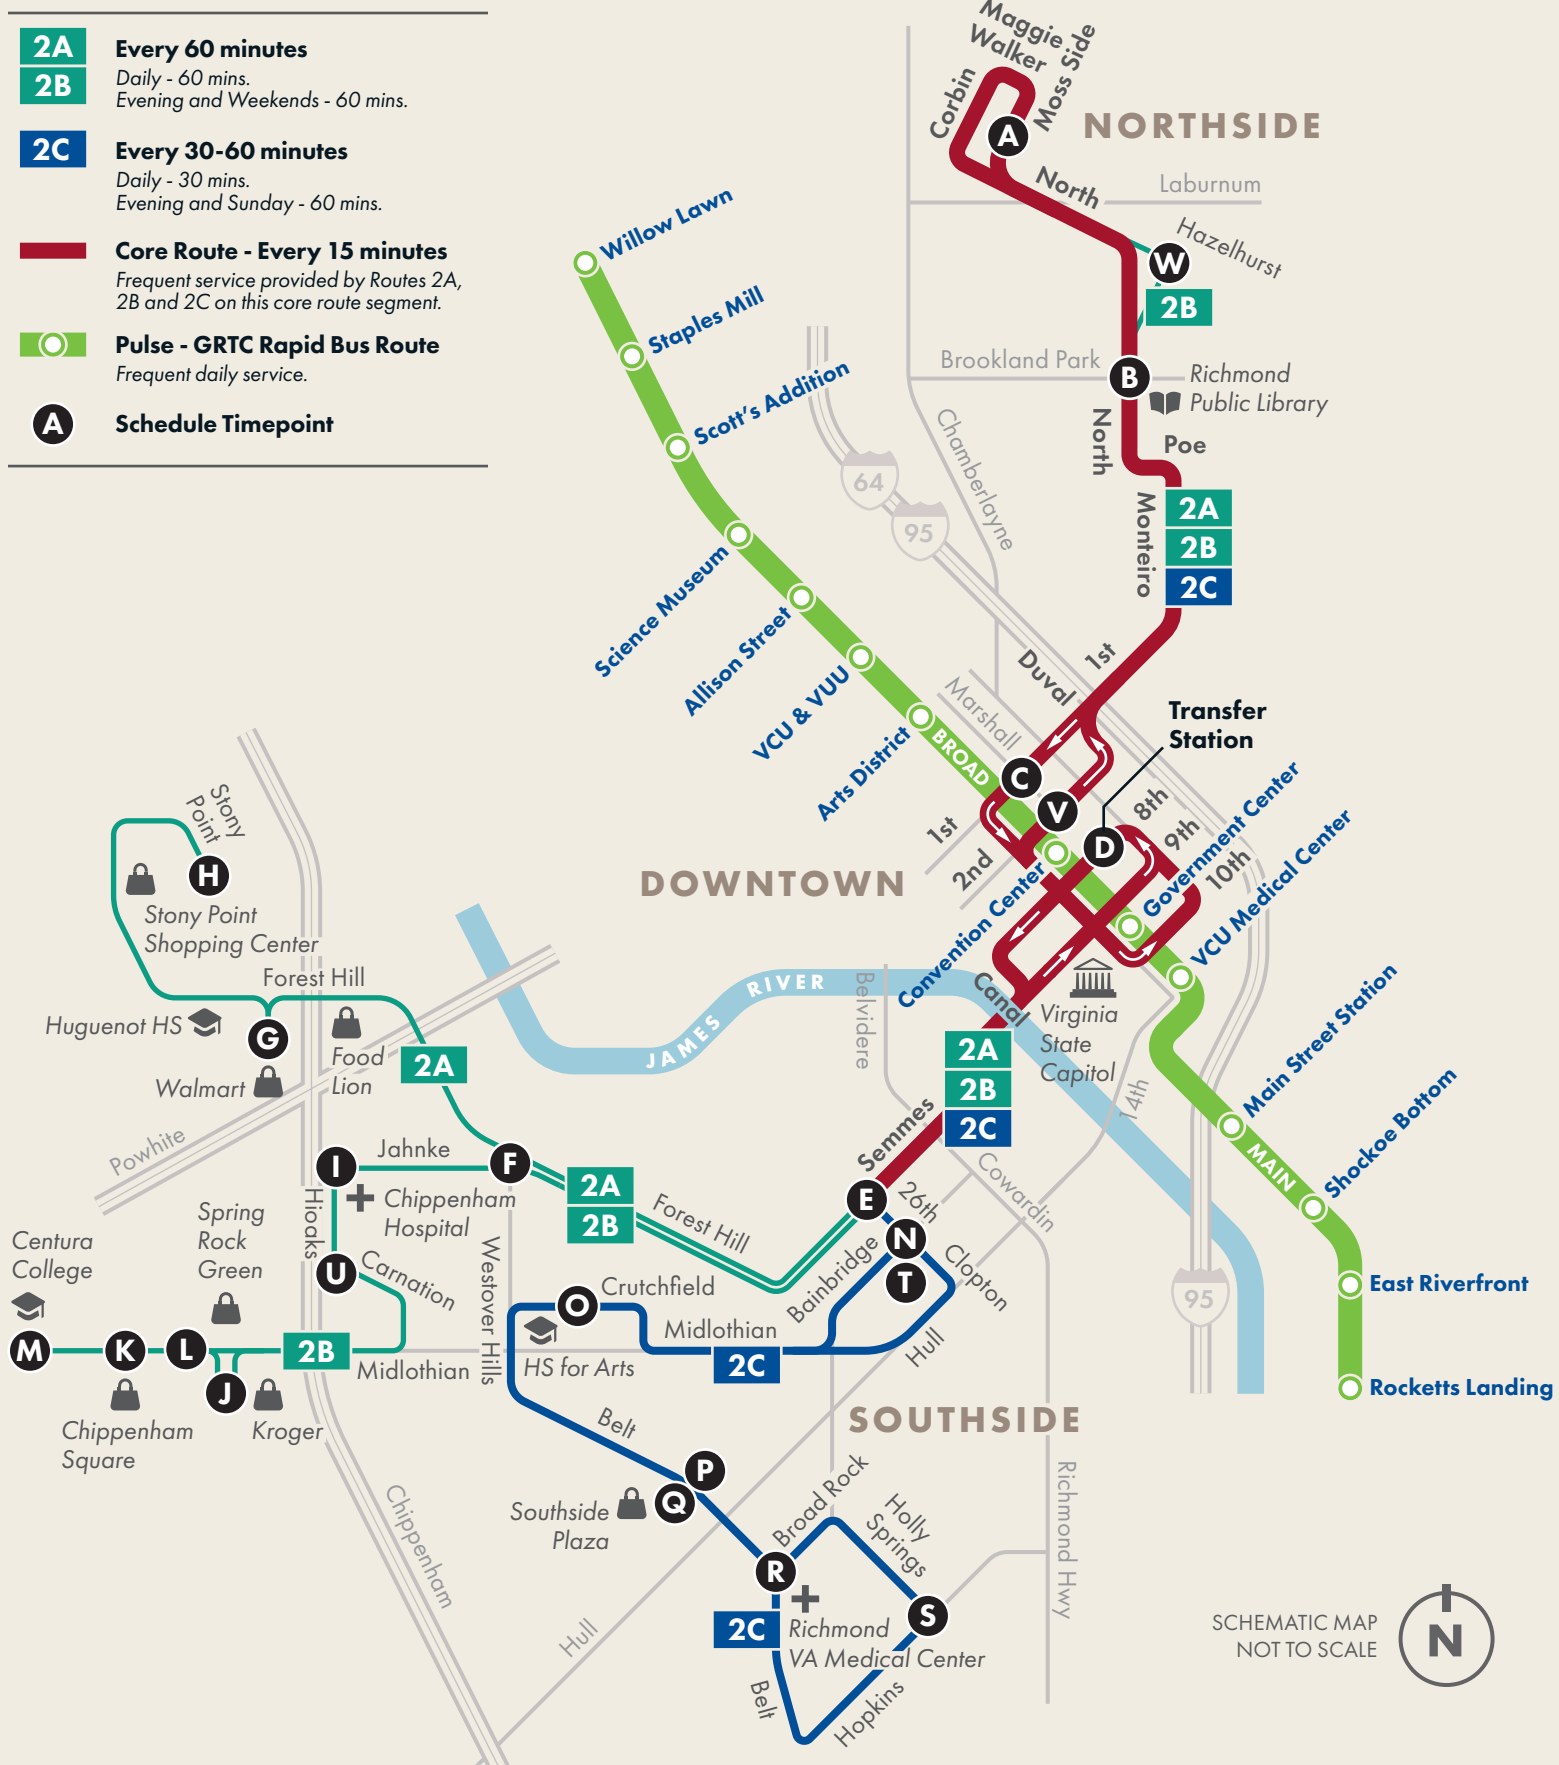 2A
2B
Every 60 minutes
Daily - 60 mins.
Evening and Weekends - 60 mins.
2C
Every 30-60 minutes
Daily - 30 mins.
Evening and Sunday - 60 mins.
Core Route - Every 15 minutes
Frequent service provided by Routes 2A,
2B and 2C on this core route segment.
Pulse - GRTC Rapid Bus Route
Frequent daily service.
A
Schedule Timepoint
Maggie
Walker
Corbin
Moss Side
A
NORTHSIDE
North
Laburnum
Hazelhurst
W
2B
Brookland Park
B
Richmond
Public Library
North
Poe
Monteiro
2A
2B
2C
Willow Lawn
Staples Mill
Scott's Addition
64
95
Chamberlayne
Science Museum
Allison Street
VCU & VUU
Arts District
BROAD
Marshall
Duval
1st
Transfer
Station
C
V
D
1st
2nd
8th
9th
10th
Convention Center
Government Center
VCU Medical Center
DOWNTOWN
Canal
Virginia
State
Capitol
JAMES
RIVER
Belvidere
14th
Main Street Station
MAIN
Shockoe Bottom
East Riverfront
Rocketts Landing
95
2A
2B
2C
Semmes
Cowardin
E
26th
N
T
Bainbridge
Clopton
Hull
Stony
Point
H
Stony Point
Shopping Center
Forest Hill
Huguenot HS
G
Walmart
Food
Lion
2A
Powhite
I
Jahnke
F
Chippenham
Hospital
Hioaks
2A
2B
Forest Hill
Spring
Rock
Green
Centura
College
U
Carnation
Westover Hills
O
Crutchfield
HS for Arts
Midlothian
2C
M
K
L
J
2B
Midlothian
Chippenham
Square
Kroger
SOUTHSIDE
Belt
P
Q
Southside
Plaza
Chippenham
Broad Rock
Holly
Springs
R
S
2C
Richmond
VA Medical Center
Richmond Hwy
Hull
Belt
Hopkins
SCHEMATIC MAP
NOT TO SCALE
N